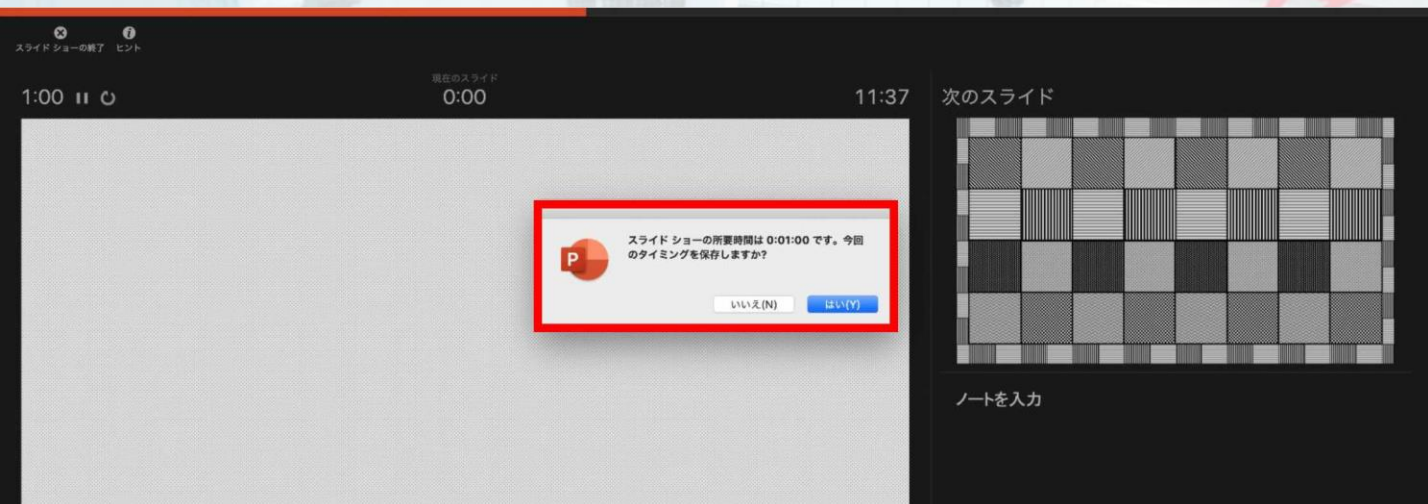 スライド ショーの終了 ヒント
現在のスライド
1:00 0:00 11:37 次のスライド
スライド ショーの所要時間は 0:01:00 です。今回
のタイミングを保存しますか?
P
いいえ(N) はい(Y)
ノートを入力